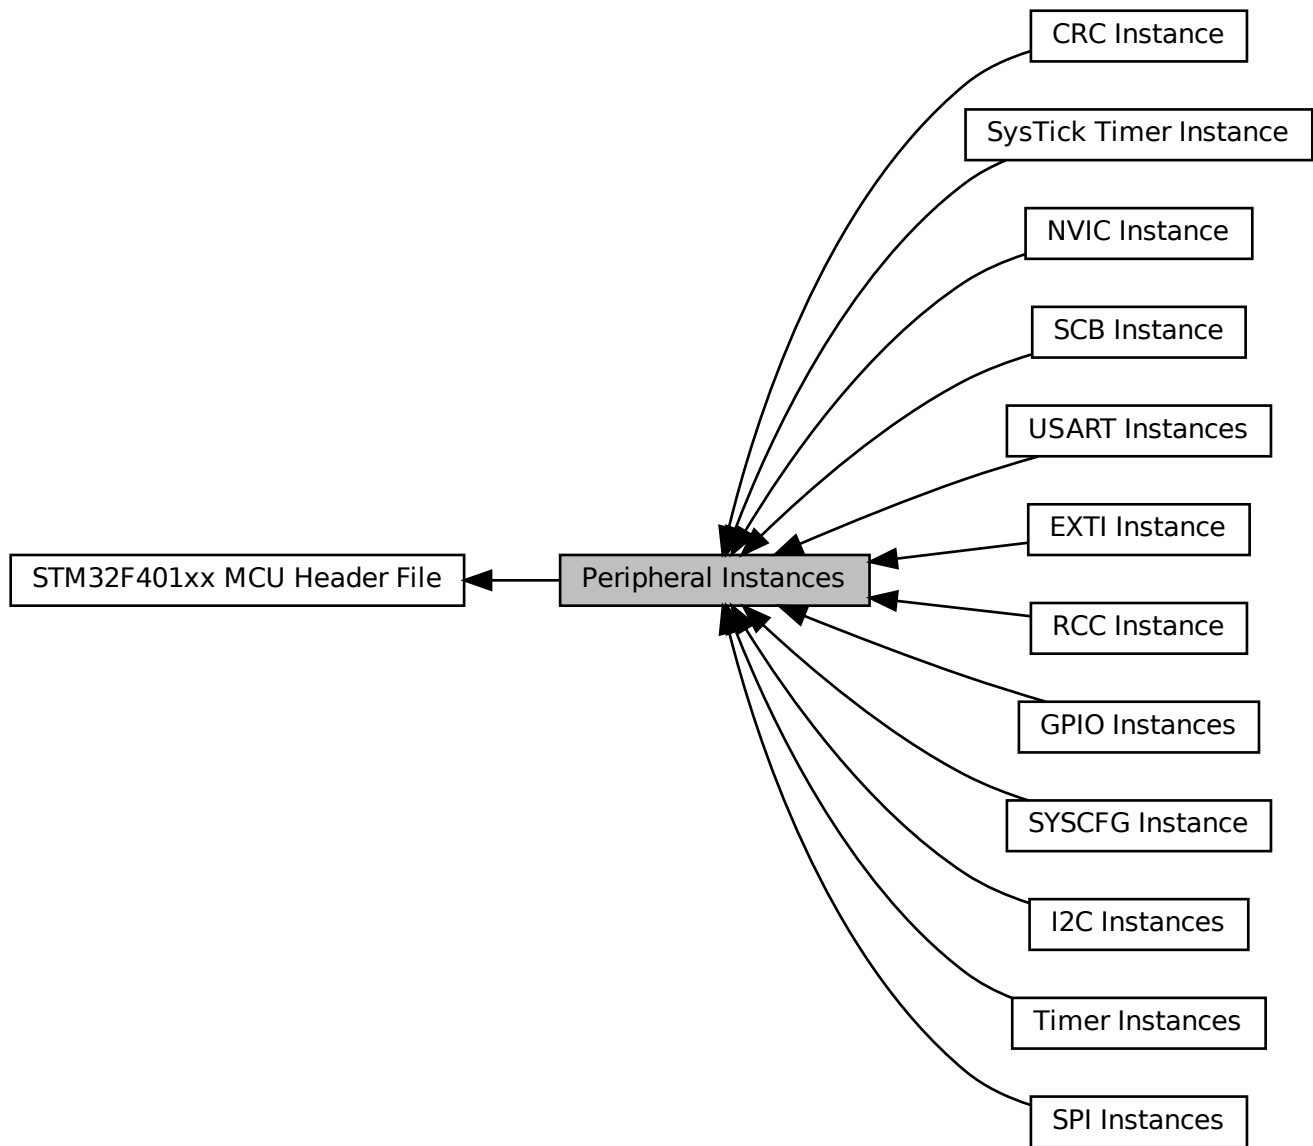 CRC Instance
SysTick Timer Instance
NVIC Instance
SCB Instance
USART Instances
EXTI Instance
STM32F401xx MCU Header File
Peripheral Instances
RCC Instance
GPIO Instances
SYSCFG Instance
I2C Instances
Timer Instances
SPI Instances